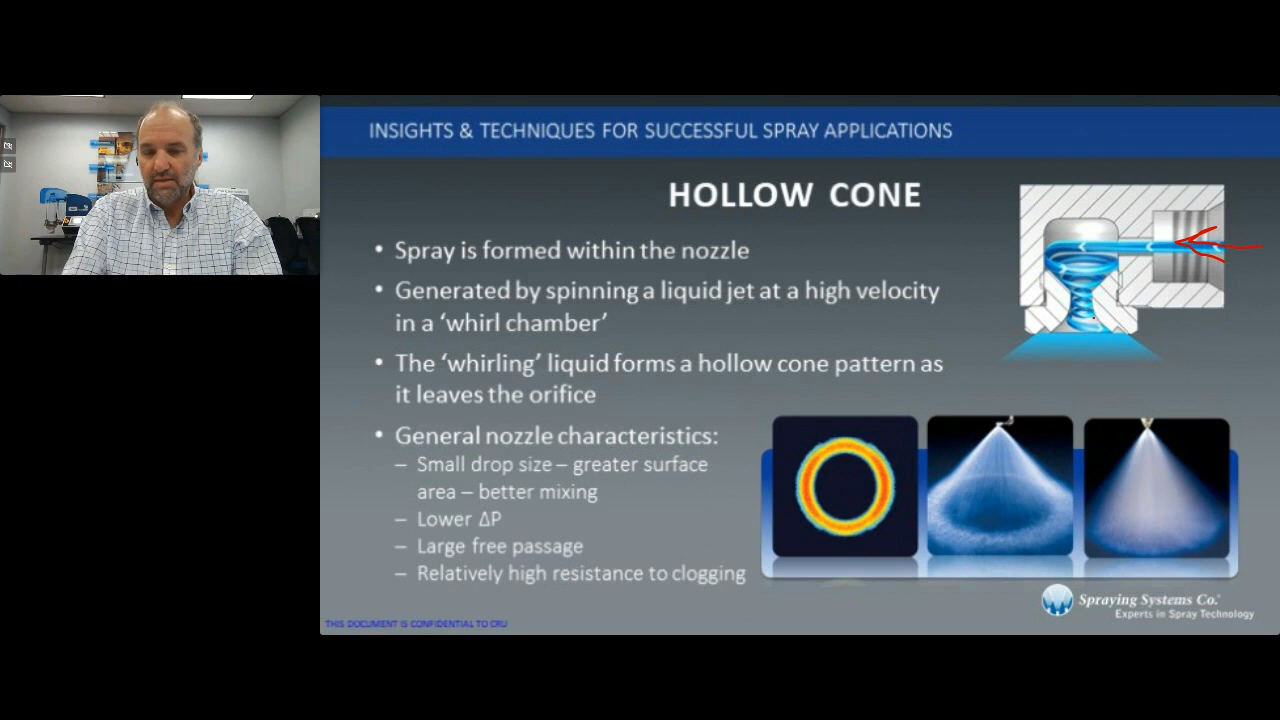 INSIGHTS & TECHNIQUES FOR SUCCESSFUL SPRAY APPLICATIONS
HOLLOW CONE
• Spray is formed within the nozzle
• Generated by spinning a liquid jet at a high velocity
in a ‘whirl chamber’
• The ‘whirling’ liquid forms a hollow cone pattern as
it leaves the orifice
• General nozzle characteristics:
– Small drop size – greater surface
area – better mixing
– Lower ΔP
– Large free passage
– Relatively high resistance to clogging
Spraying Systems Co.®
Experts in Spray Technology
THIS DOCUMENT IS CONFIDENTIAL TO CRU